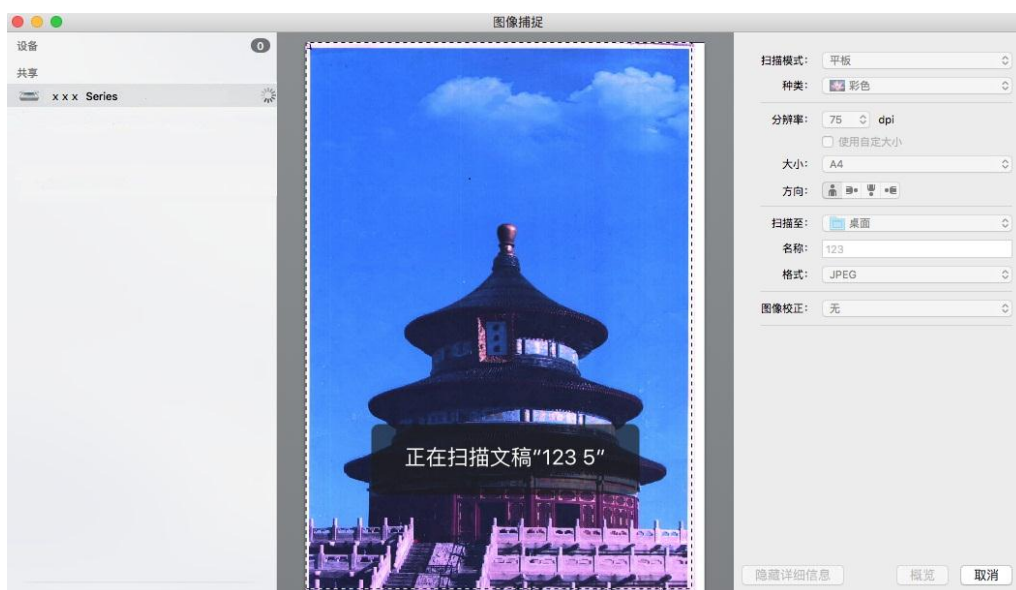 图像捕捉
设备 0
共享
x x x Series
正在扫描文稿“123 5”
扫描模式: 平板
种类: 彩色
分辨率: 75 dpi
使用自定大小
大小: A4
方向:
扫描至: 桌面
名称: 123
格式: JPEG
图像校正: 无
隐藏详细信息 概览 取消